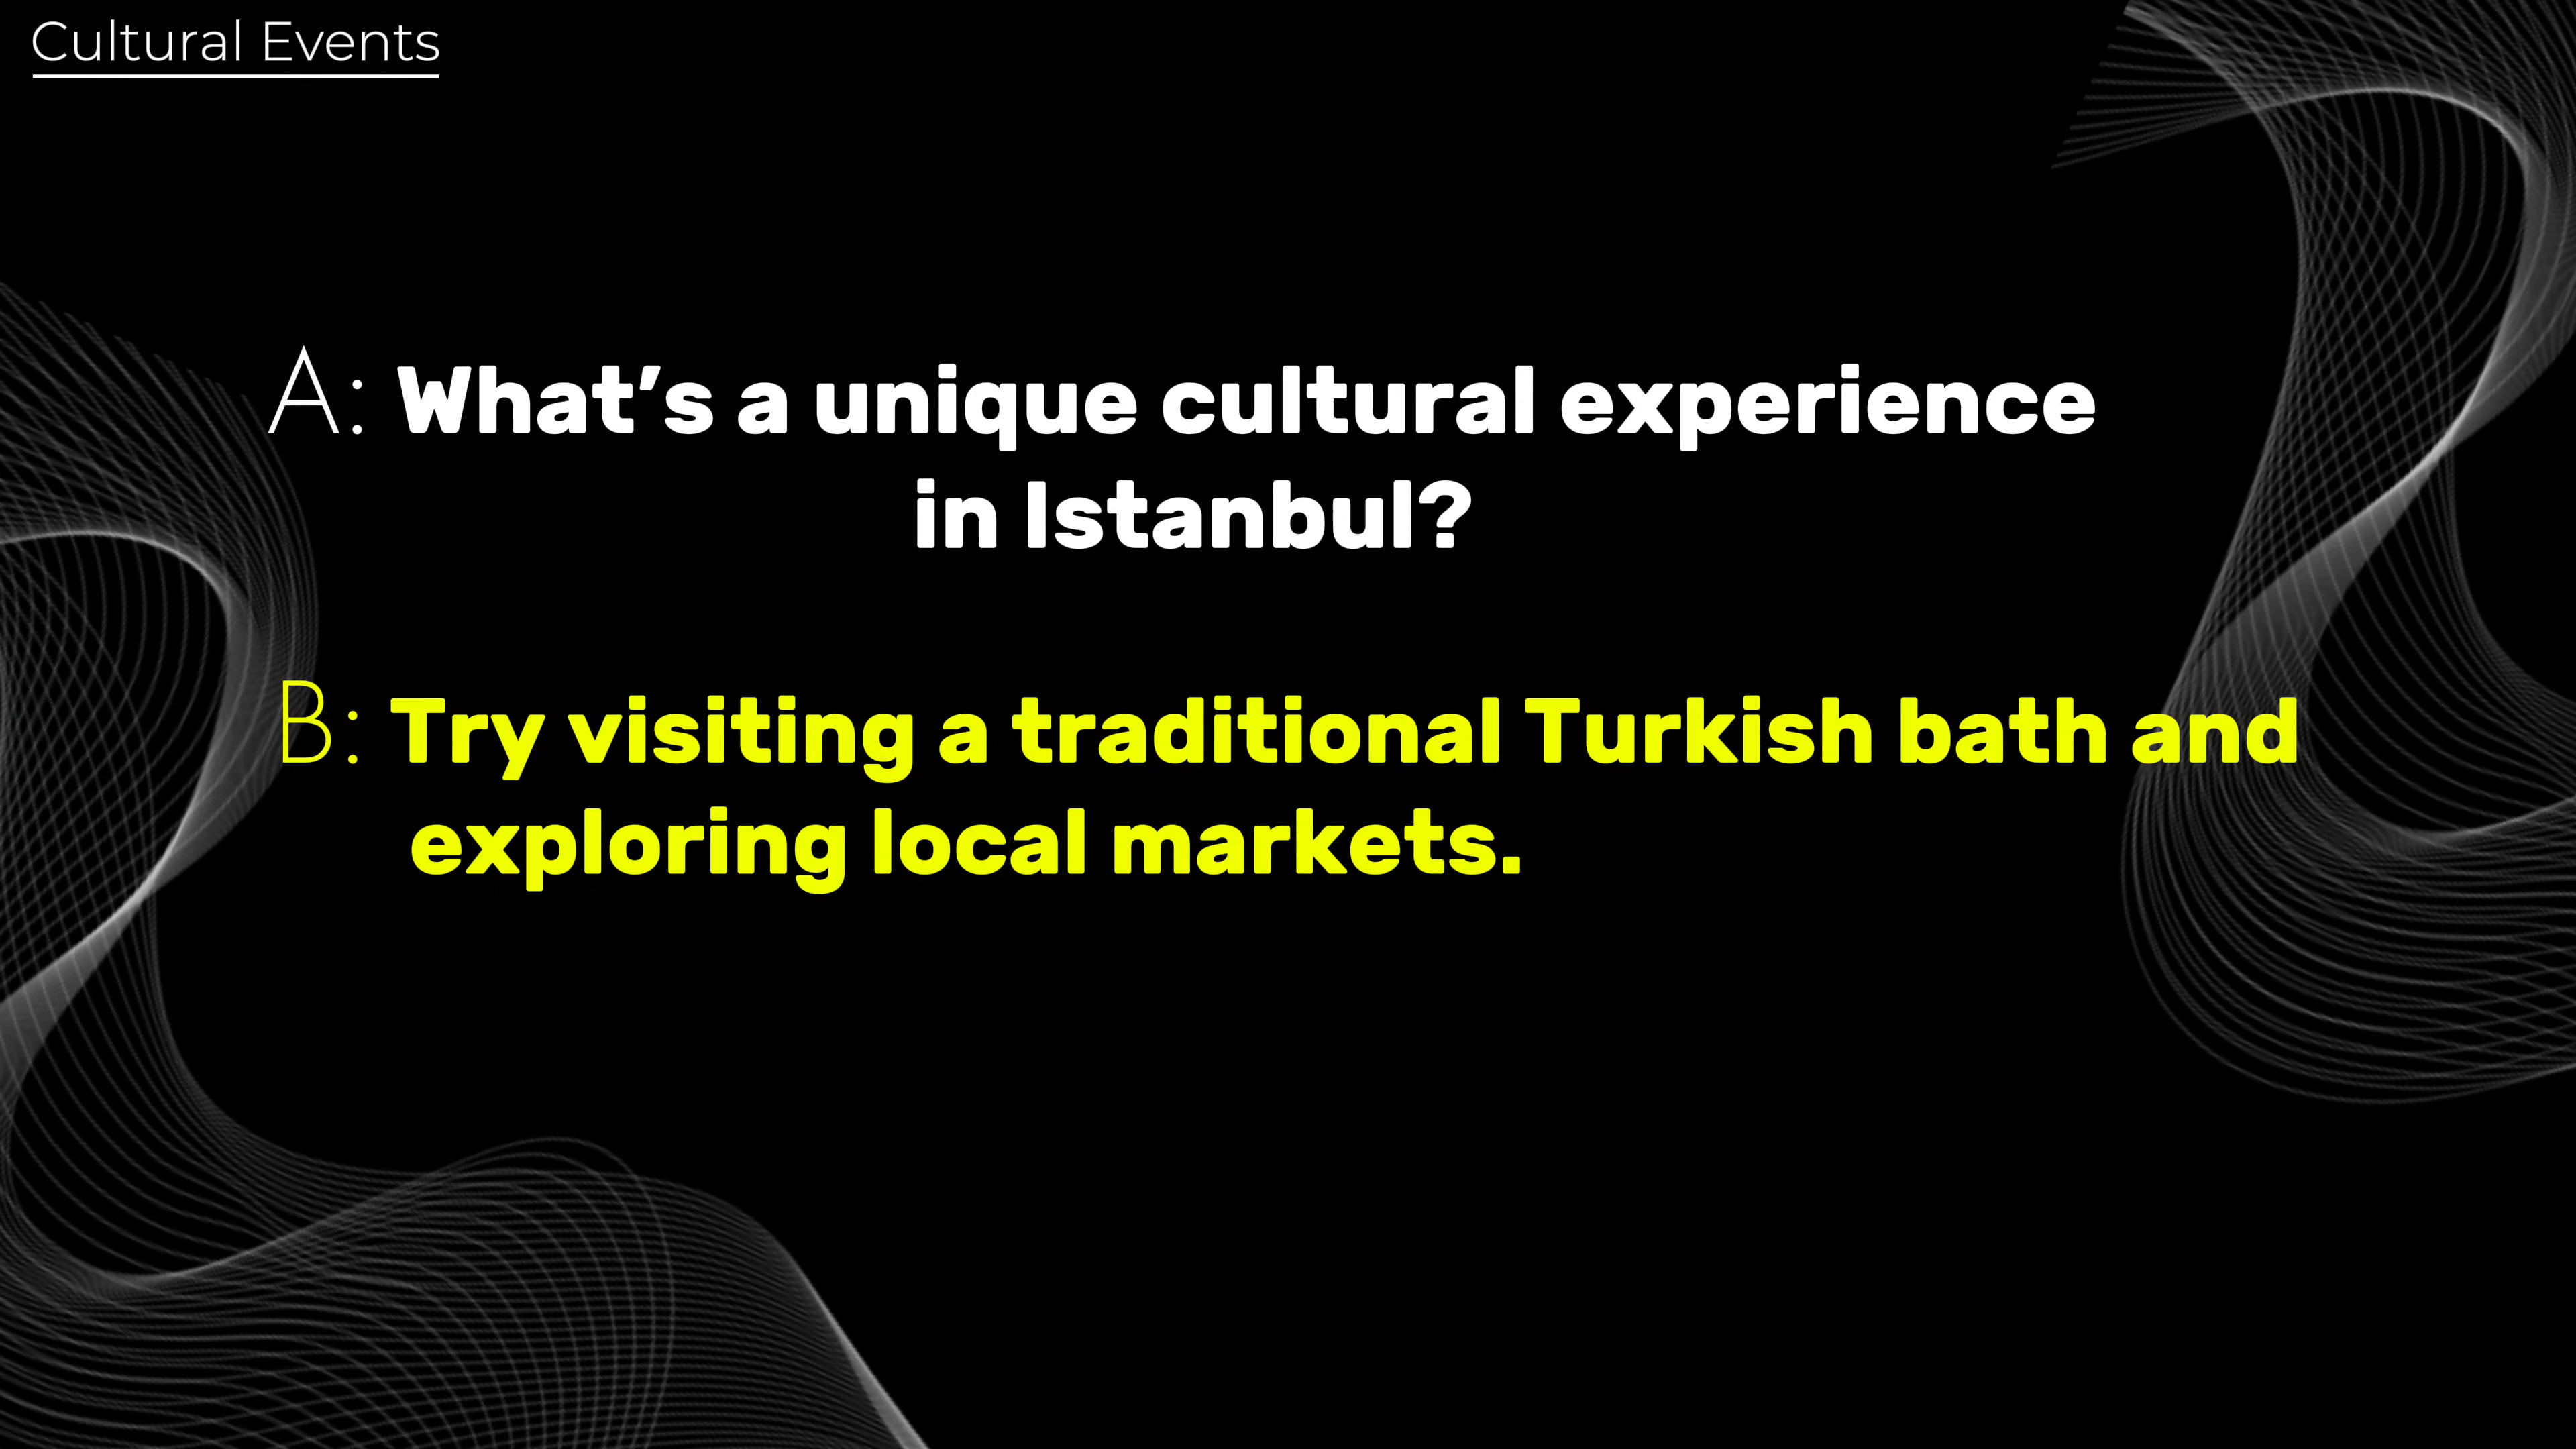 Cultural Events
A: What’s a unique cultural experience
in Istanbul?
B: Try visiting a traditional Turkish bath and
exploring local markets.